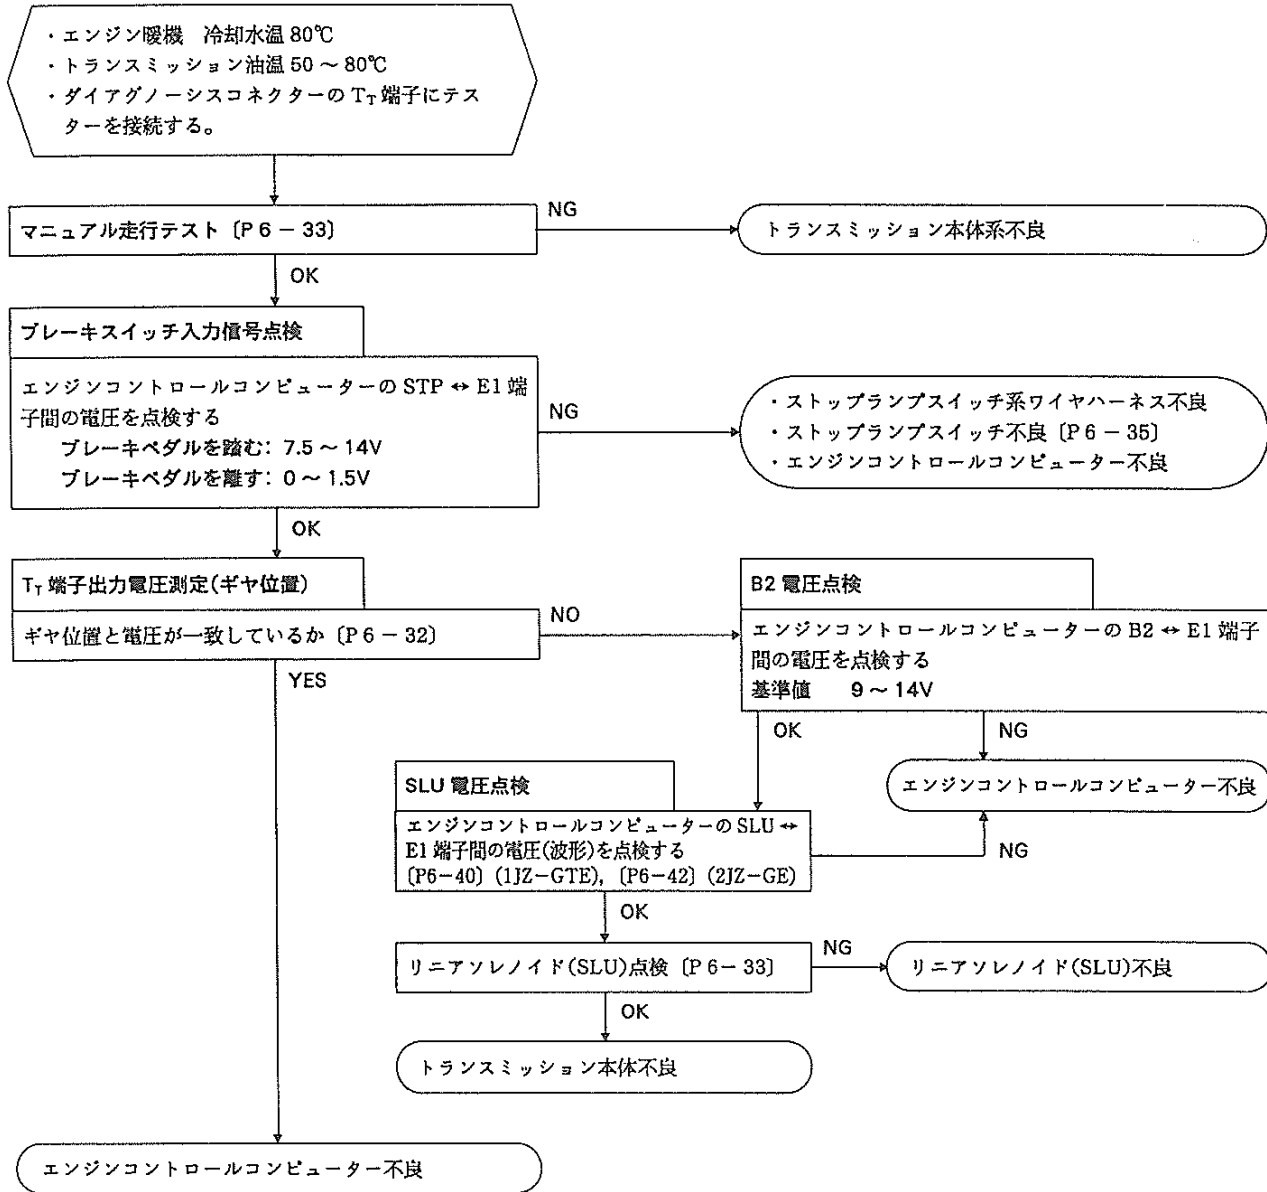 ・エンジン暖機　冷却水温 80℃
・トランスミッション油温 50 ～ 80℃
・ダイアグノーシスコネクターの TT 端子にテス
ターを接続する。
マニュアル走行テスト〔P 6 − 33〕
NG
トランスミッション本体系不良
OK
ブレーキスイッチ入力信号点検
エンジンコントロールコンピューターの STP ↔ E1 端
子間の電圧を点検する
ブレーキペダルを踏む: 7.5 ～ 14V
ブレーキペダルを離す: 0 ～ 1.5V
NG
・ストップランプスイッチ系ワイヤハーネス不良
・ストップランプスイッチ不良〔P 6 − 35〕
・エンジンコントロールコンピューター不良
OK
TT 端子出力電圧測定(ギヤ位置)
ギヤ位置と電圧が一致しているか〔P 6 − 32〕
NO
YES
B2 電圧点検
エンジンコントロールコンピューターの B2 ↔ E1 端子
間の電圧を点検する
基準値　9 ～ 14V
OK
NG
エンジンコントロールコンピューター不良
SLU 電圧点検
エンジンコントロールコンピューターの SLU ↔
E1 端子間の電圧(波形)を点検する
〔P6−40〕(1JZ−GTE),〔P6−42〕(2JZ−GE)
NG
OK
リニアソレノイド(SLU)点検〔P 6 − 33〕
NG
リニアソレノイド(SLU)不良
OK
トランスミッション本体不良
エンジンコントロールコンピューター不良